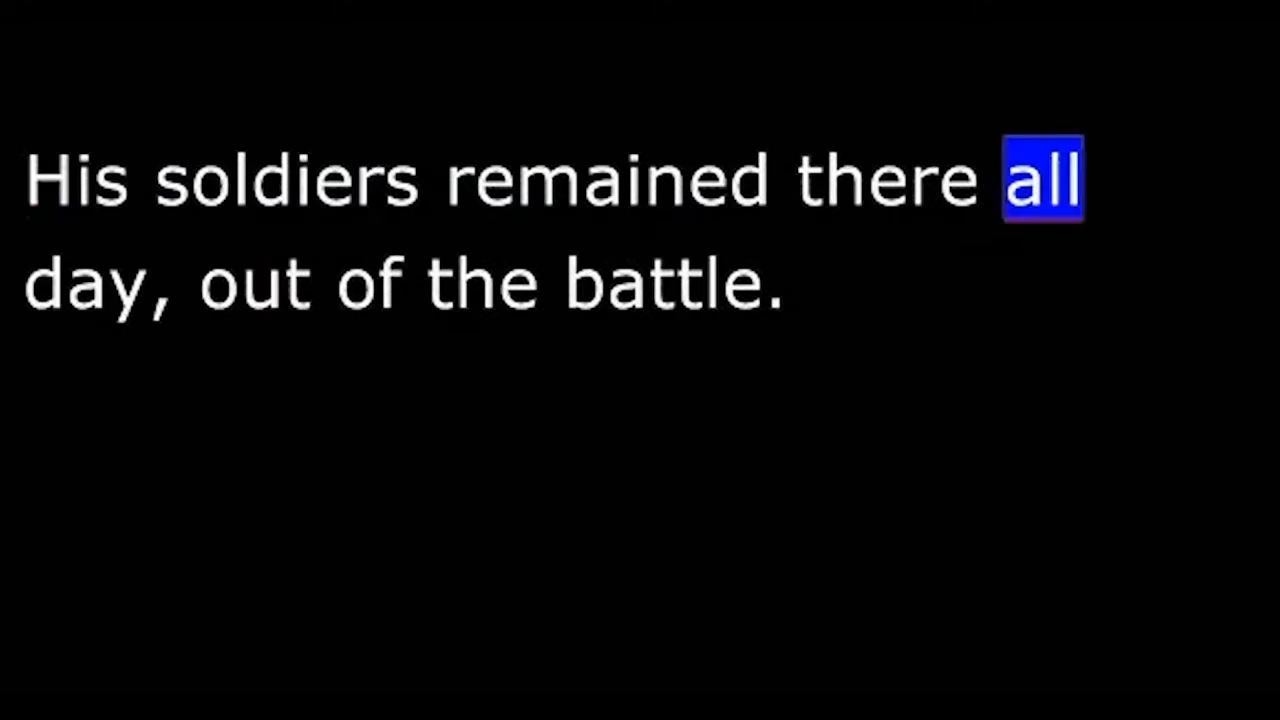 His soldiers remained there all
day, out of the battle.